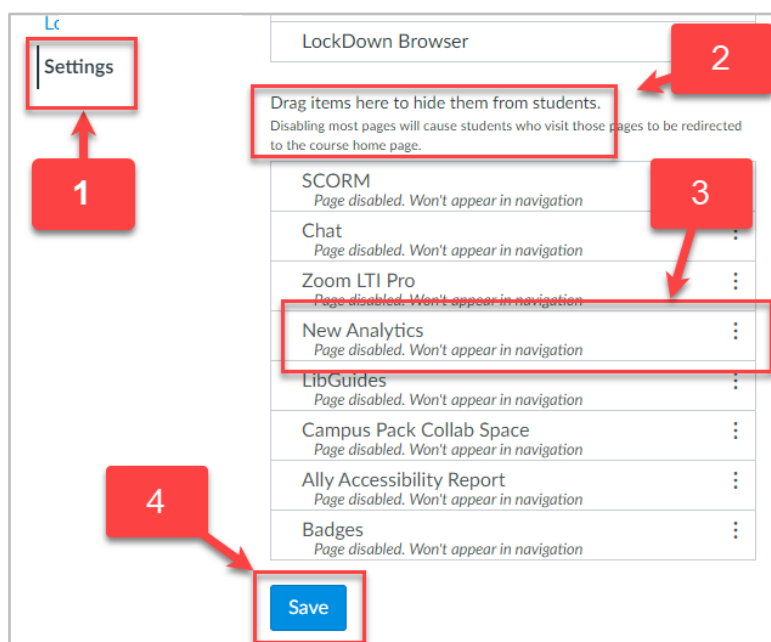 LockDown Browser
2
Settings
Drag items here to hide them from students.
Disabling most pages will cause students who visit those pages to be redirected
to the course home page.
1
SCORM
Page disabled. Won't appear in navigation
3
Chat
Page disabled. Won't appear in navigation
Zoom LTI Pro
Page disabled. Won't appear in navigation
New Analytics
Page disabled. Won't appear in navigation
LibGuides
Page disabled. Won't appear in navigation
Campus Pack Collab Space
Page disabled. Won't appear in navigation
Ally Accessibility Report
Page disabled. Won't appear in navigation
4
Badges
Page disabled. Won't appear in navigation
Save